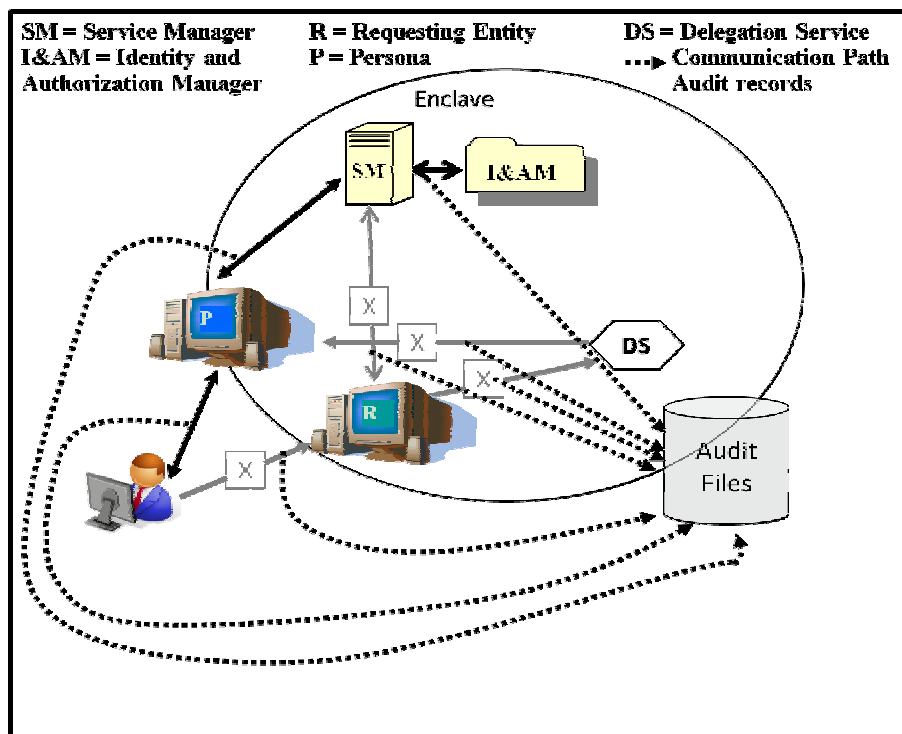 SM = Service Manager
I&AM = Identity and
Authorization Manager
R = Requesting Entity
P = Persona
DS = Delegation Service
Communication Path
Audit records
Enclave
SM
I&AM
P
X
X
DS
X
R
X
Audit
Files